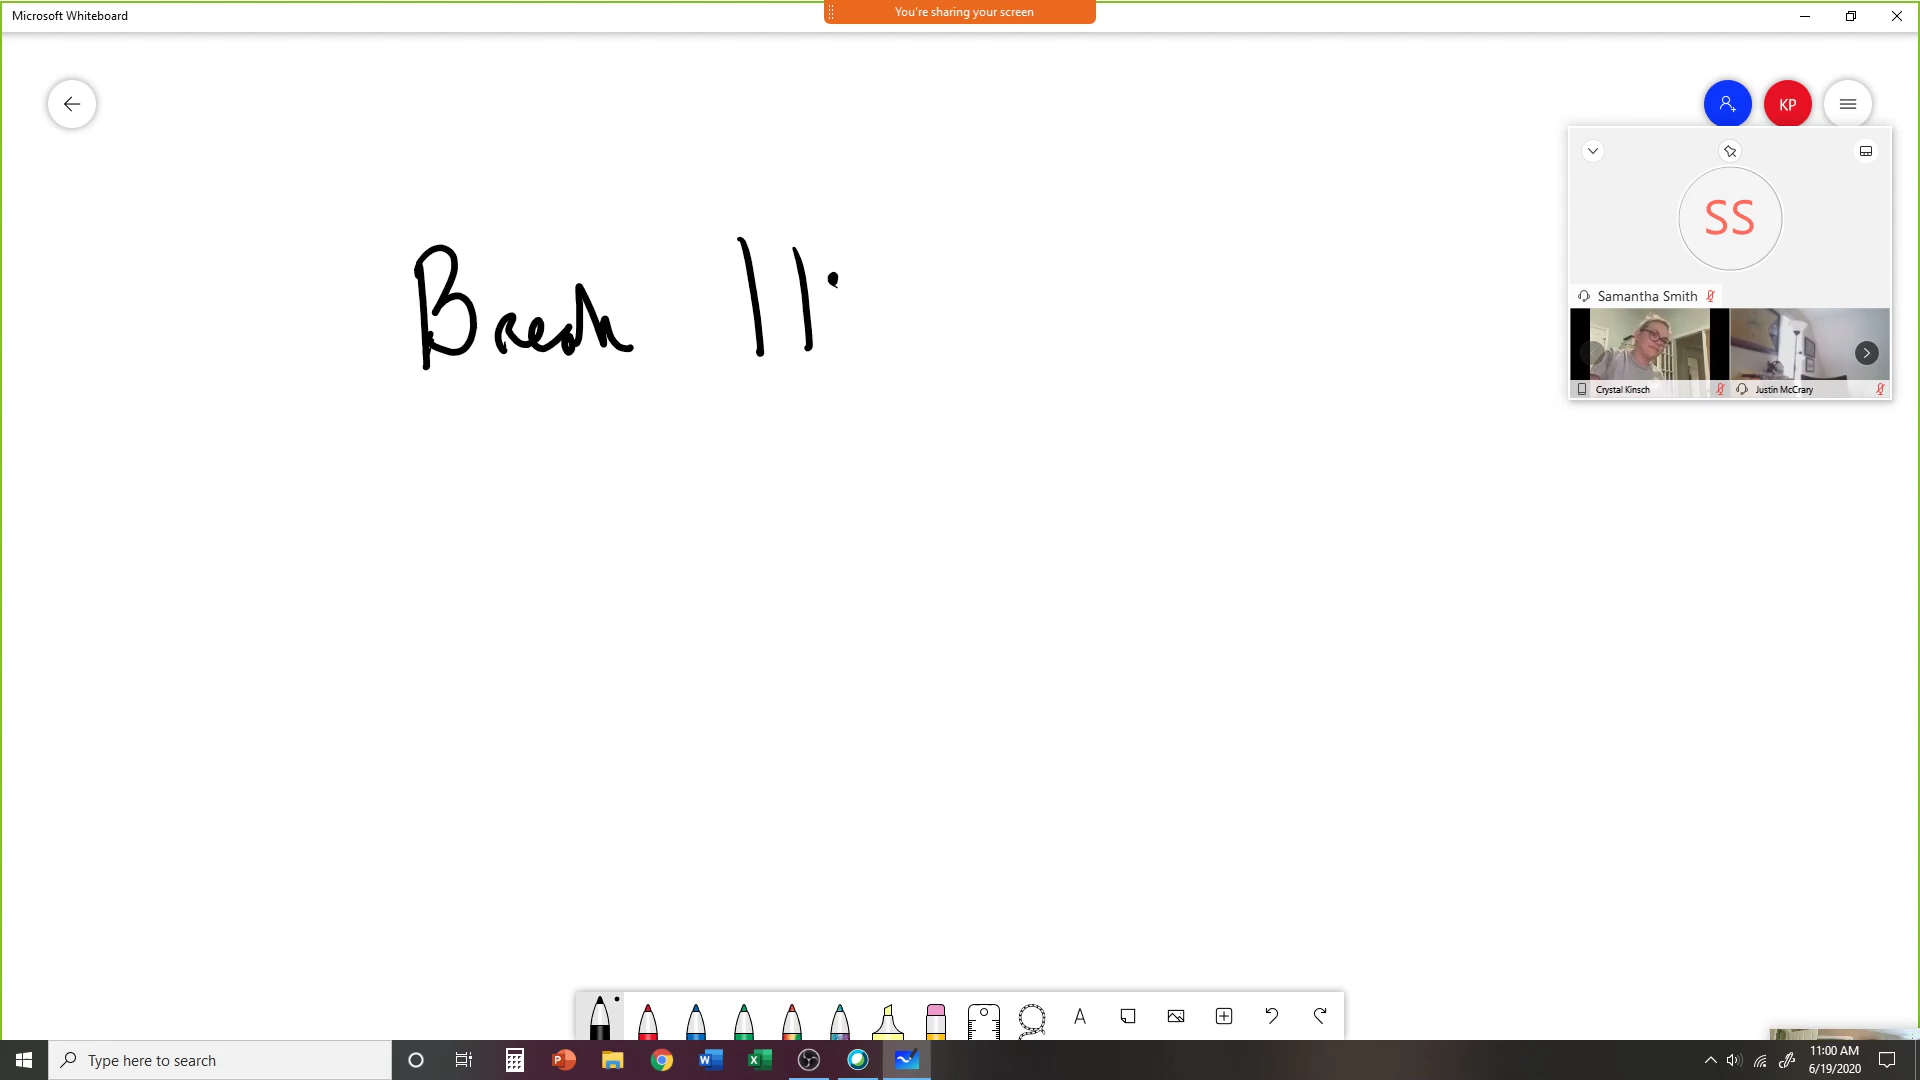 Microsoft Whiteboard
You're sharing your screen
KP
SS
Samantha Smith
Crystal Kinsch
Justin McCrary
Break 11:
A
Type here to search
11:00 AM
6/19/2020